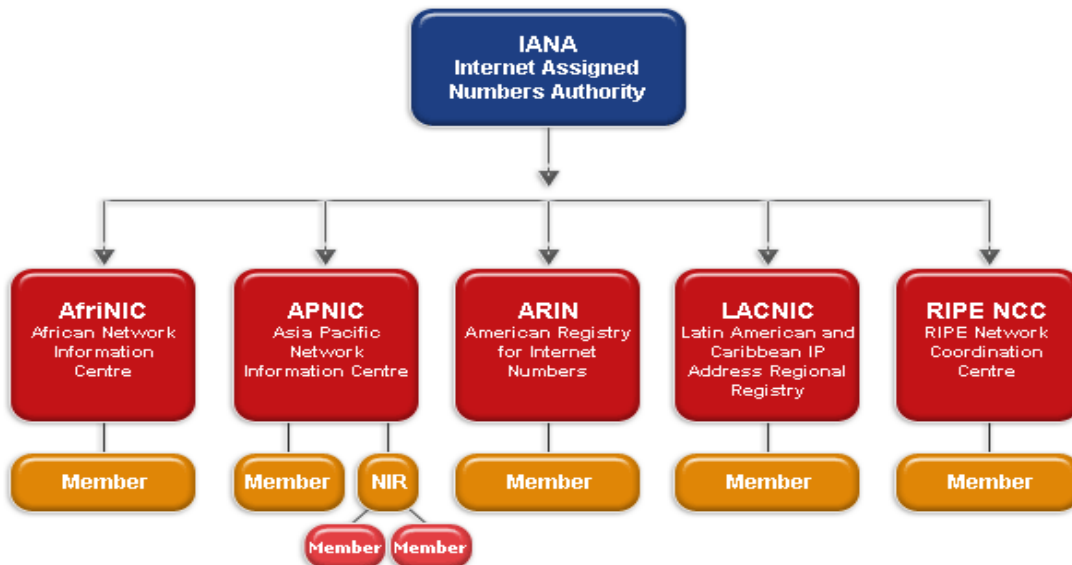 IANA
Internet Assigned
Numbers Authority
AfriNIC
African Network
Information
Centre
APNIC
Asia Pacific
Network
Information Centre
ARIN
American Registry
for Internet
Numbers
LACNIC
Latin American and
Caribbean IP
Address Regional
Registry
RIPE NCC
RIPE Network
Coordination
Centre
Member
Member
NIR
Member
Member
Member
Member
Member